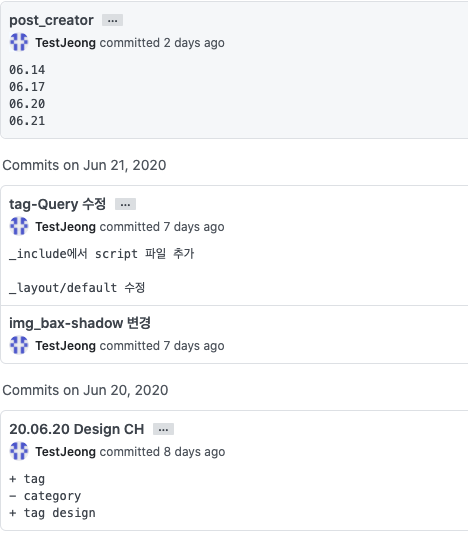 post_creator ...
TestJeong committed 2 days ago
06.14
06.17
06.20
06.21
Commits on Jun 21, 2020
tag-Query 수정 ...
TestJeong committed 7 days ago
_include에서 script 파일 추가
_layout/default 수정
img_bax-shadow 변경
TestJeong committed 7 days ago
Commits on Jun 20, 2020
20.06.20 Design CH ...
TestJeong committed 8 days ago
+ tag
− category
+ tag design